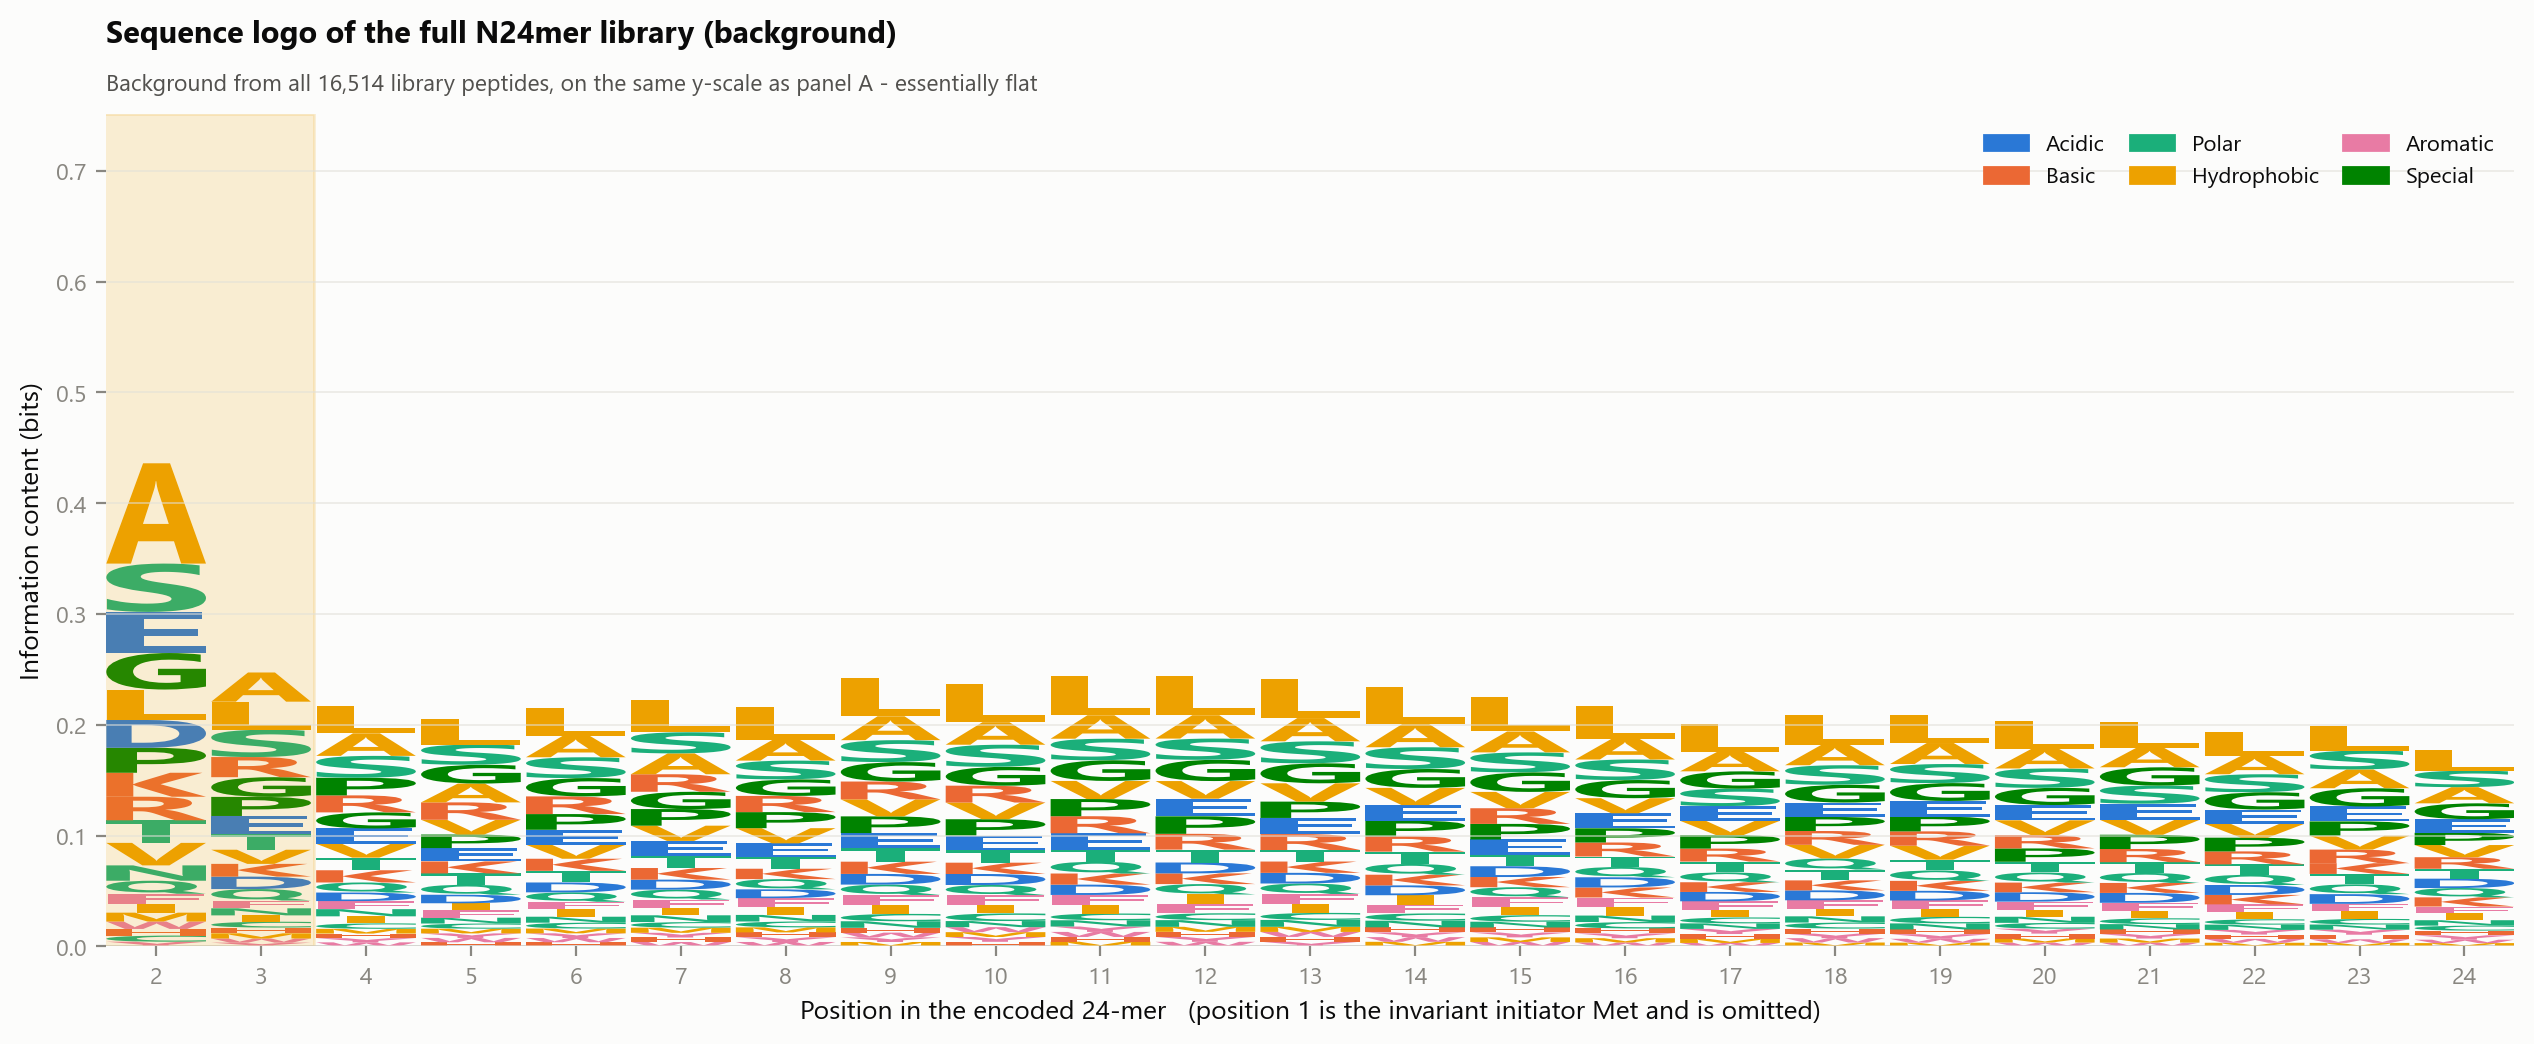 Sequence logo of the full N24mer library (background)
Background from all 16,514 library peptides, on the same y-scale as panel A - essentially flat
Acidic Polar Aromatic
Basic Hydrophobic Special
Information content (bits)
0.7
0.6
0.5
0.4
0.3
0.2
0.1
0.0
2 3 4 5 6 7 8 9 10 11 12 13 14 15 16 17 18 19 20 21 22 23 24
Position in the encoded 24-mer (position 1 is the invariant initiator Met and is omitted)